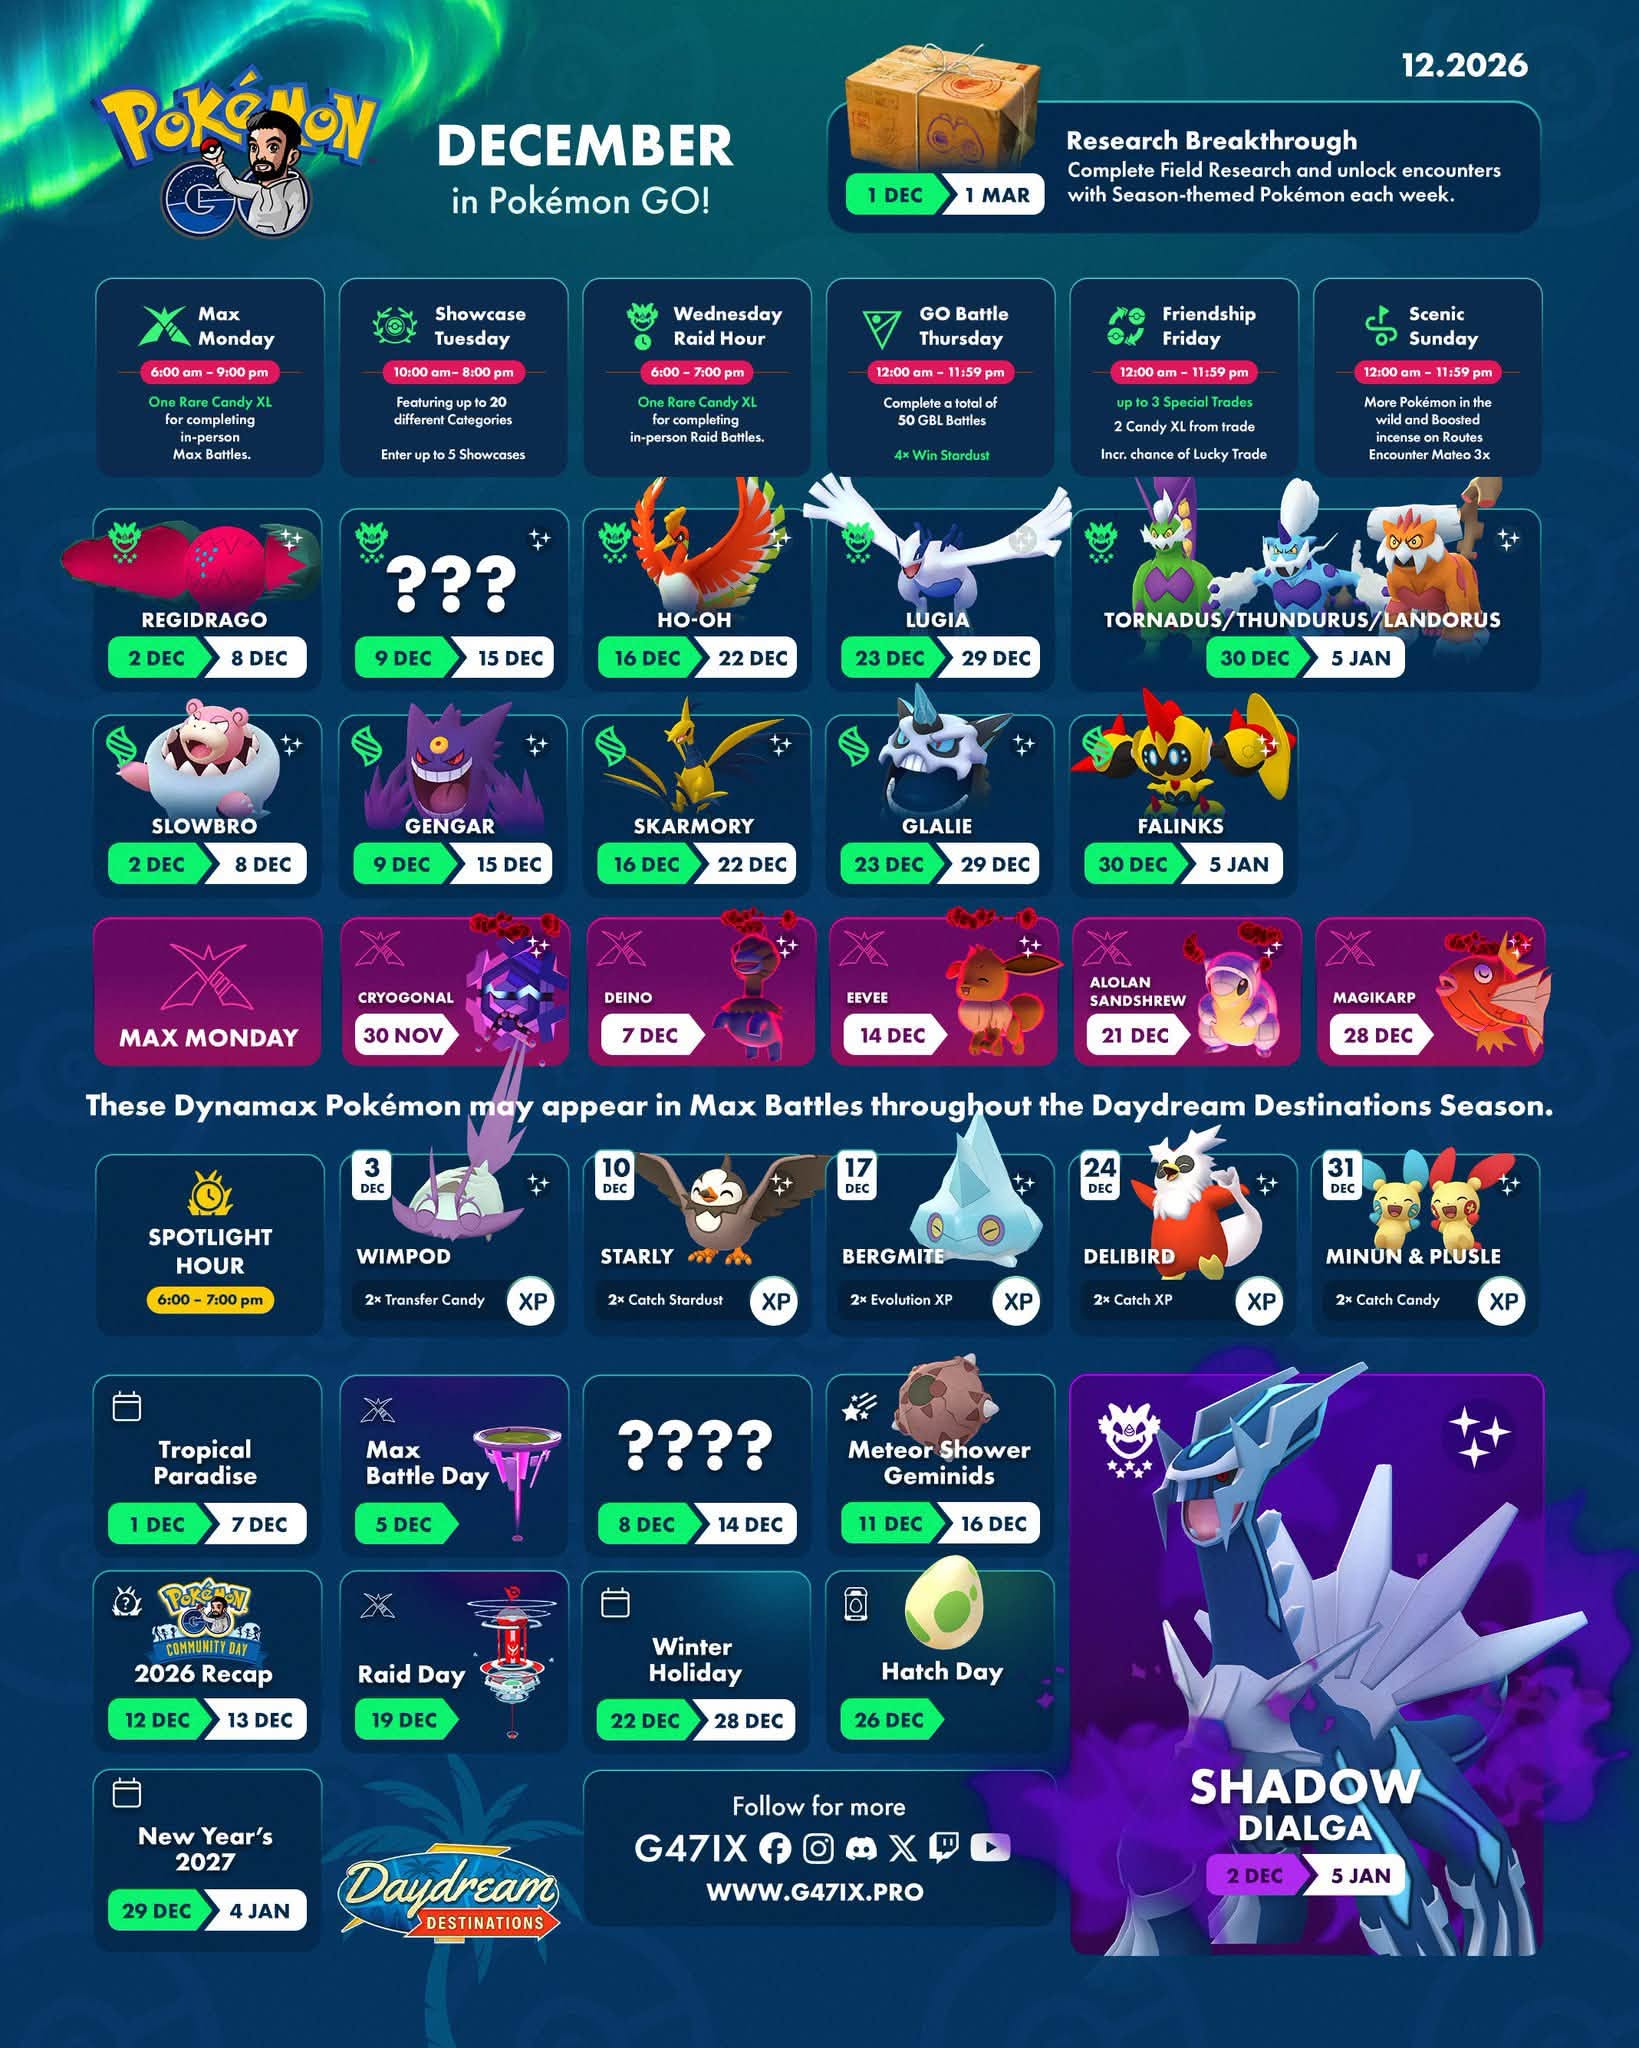 POKÉMON
GO
DECEMBER
in Pokémon GO!
12.2026
Research Breakthrough
Complete Field Research and unlock encounters
with Season-themed Pokémon each week.
1 DEC
1 MAR
Max
Monday
6:00 am – 9:00 pm
One Rare Candy XL
for completing
in-person
Max Battles.
Showcase
Tuesday
10:00 am– 8:00 pm
Featuring up to 20
different Categories
Enter up to 5 Showcases
Wednesday
Raid Hour
6:00 – 7:00 pm
One Rare Candy XL
for completing
in-person Raid Battles.
GO Battle
Thursday
12:00 am – 11:59 pm
Complete a total of
50 GBL Battles
4× Win Stardust
Friendship
Friday
12:00 am – 11:59 pm
up to 3 Special Trades
2 Candy XL from trade
Incr. chance of Lucky Trade
Scenic
Sunday
12:00 am – 11:59 pm
More Pokémon in the
wild and Boosted
incense on Routes
Encounter Mateo 3x
REGIDRAGO
2 DEC
8 DEC
???
9 DEC
15 DEC
HO-OH
16 DEC
22 DEC
LUGIA
23 DEC
29 DEC
TORNADUS/THUNDURUS/LANDORUS
30 DEC
5 JAN
SLOWBRO
2 DEC
8 DEC
GENGAR
9 DEC
15 DEC
SKARMORY
16 DEC
22 DEC
GLALIE
23 DEC
29 DEC
FALINKS
30 DEC
5 JAN
MAX MONDAY
CRYOGONAL
30 NOV
DEINO
7 DEC
EEVEE
14 DEC
ALOLAN
SANDSHREW
21 DEC
MAGIKARP
28 DEC
These Dynamax Pokémon may appear in Max Battles throughout the Daydream Destinations Season.
SPOTLIGHT
HOUR
6:00 – 7:00 pm
3
DEC
WIMPOD
2× Transfer Candy
XP
10
DEC
STARLY
2× Catch Stardust
XP
17
DEC
BERGMITE
2× Evolution XP
XP
24
DEC
DELIBIRD
2× Catch XP
XP
31
DEC
MINUN & PLUSLE
2× Catch Candy
XP
Tropical
Paradise
1 DEC
7 DEC
Max
Battle Day
5 DEC
????
8 DEC
14 DEC
Meteor Shower
Geminids
11 DEC
16 DEC
?
POKÉMON
GO
COMMUNITY DAY
2026 Recap
12 DEC
13 DEC
Raid Day
19 DEC
Winter
Holiday
22 DEC
28 DEC
Hatch Day
26 DEC
SHADOW
DIALGA
2 DEC
5 JAN
New Year's
2027
29 DEC
4 JAN
Daydream
DESTINATIONS
Follow for more
G47IX
WWW.G47IX.PRO